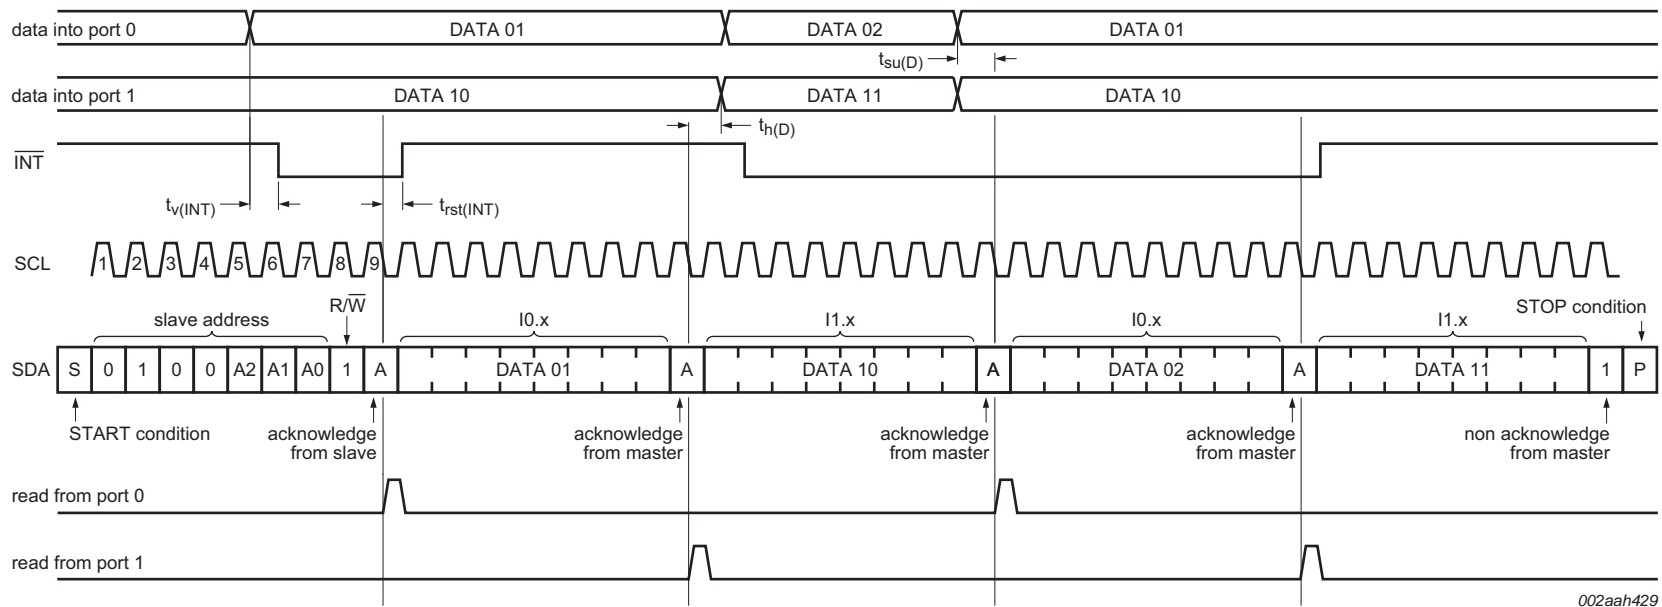 data into port 0 DATA 01 DATA 02 DATA 01
tsu(D)
data into port 1 DATA 10 DATA 11 DATA 10
th(D)
INT
tv(INT) trst(INT)
SCL 1 2 3 4 5 6 7 8 9
R/W
slave address I0.x I1.x I0.x I1.x STOP condition
SDA S 0 1 0 0 A2 A1 A0 1 A DATA 01 A DATA 10 A DATA 02 A DATA 11 1 P
START condition
acknowledge
from slave
acknowledge
from master
acknowledge
from master
acknowledge
from master
non acknowledge
from master
read from port 0
read from port 1
002aah429